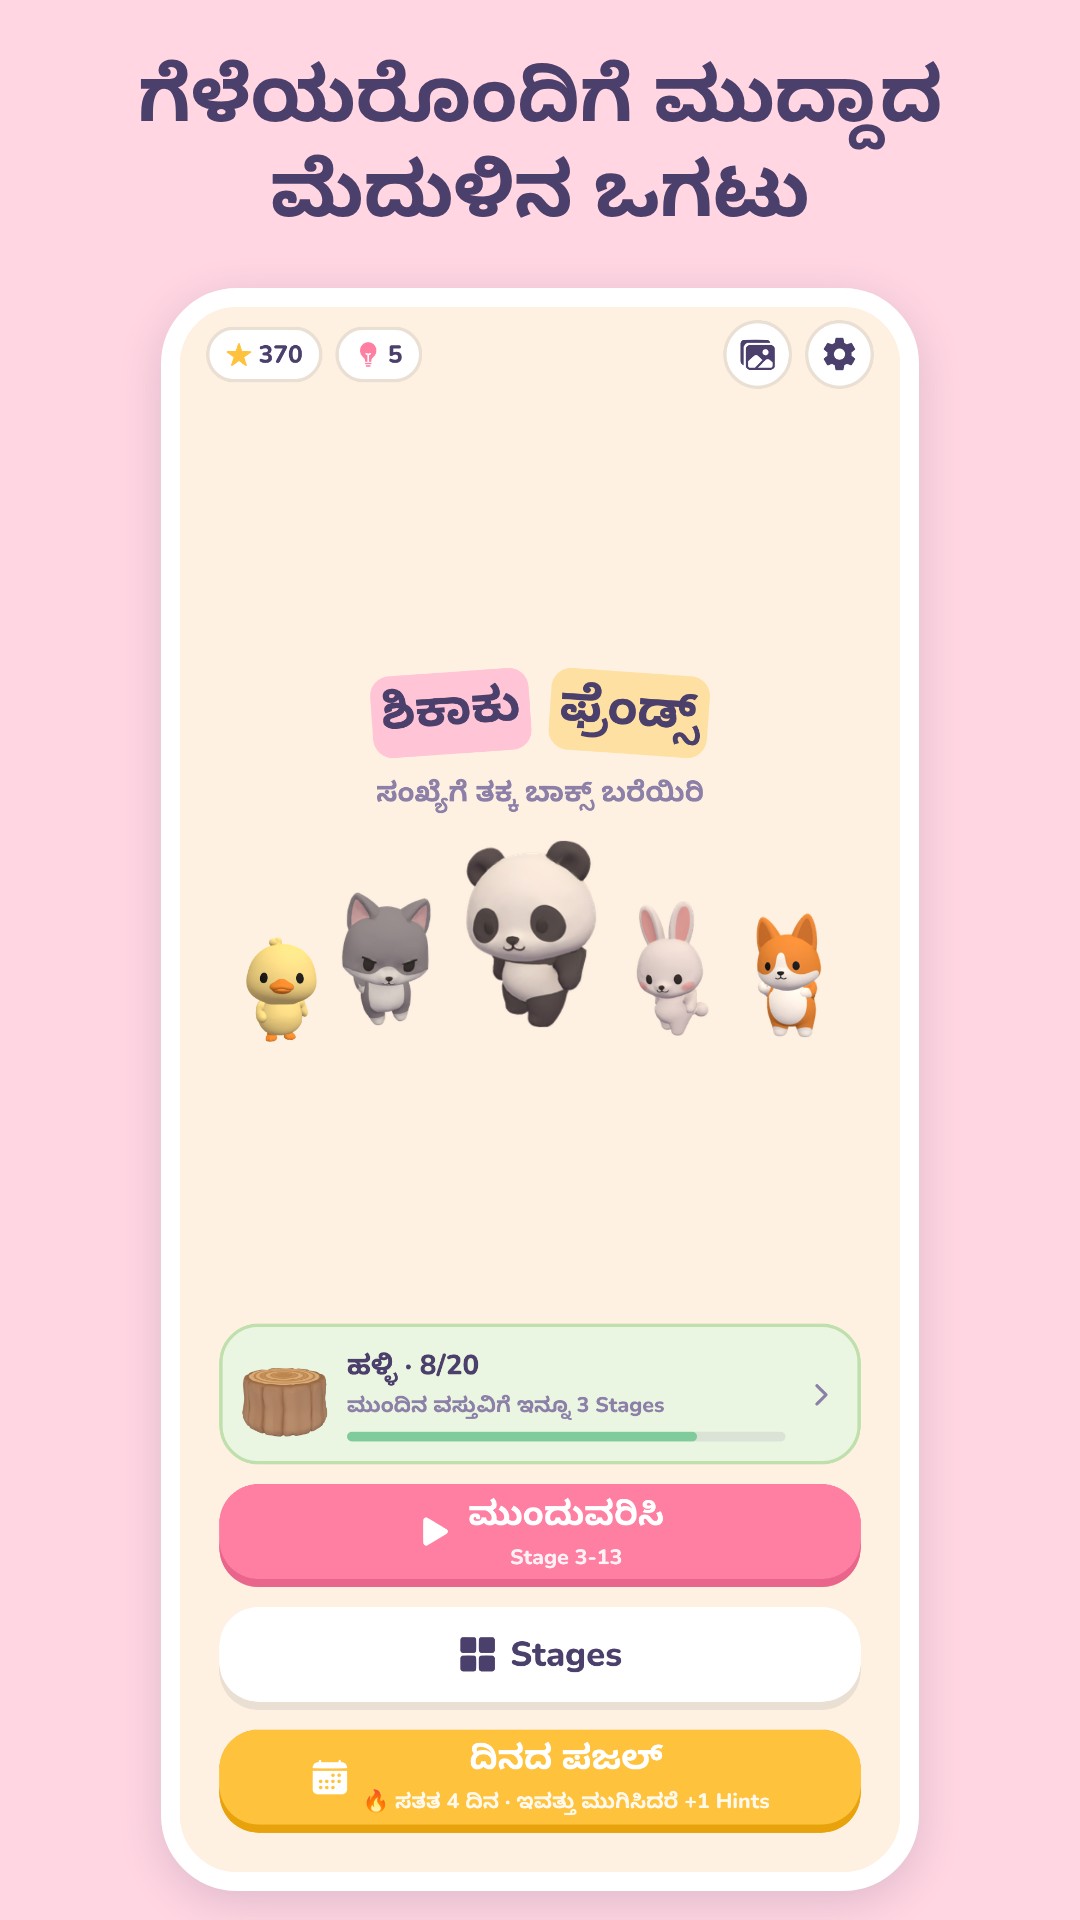 ಗೆಳೆಯರೊಂದಿಗೆ ಮುದ್ದಾದ
ಮೆದುಳಿನ ಒಗಟು
370
5
ಶಿಕಾಕು ಫ್ರೆಂಡ್ಸ್
ಸಂಖ್ಯೆಗೆ ತಕ್ಕ ಬಾಕ್ಸ್ ಬರೆಯಿರಿ
ಹಳ್ಳಿ · 8/20
ಮುಂದಿನ ವಸ್ತುವಿಗೆ ಇನ್ನೂ 3 Stages
ಮುಂದುವರಿಸಿ
Stage 3-13
Stages
ದಿನದ ಪಜಲ್
🔥 ಸತತ 4 ದಿನ · ಇವತ್ತು ಮುಗಿಸಿದರೆ +1 Hints